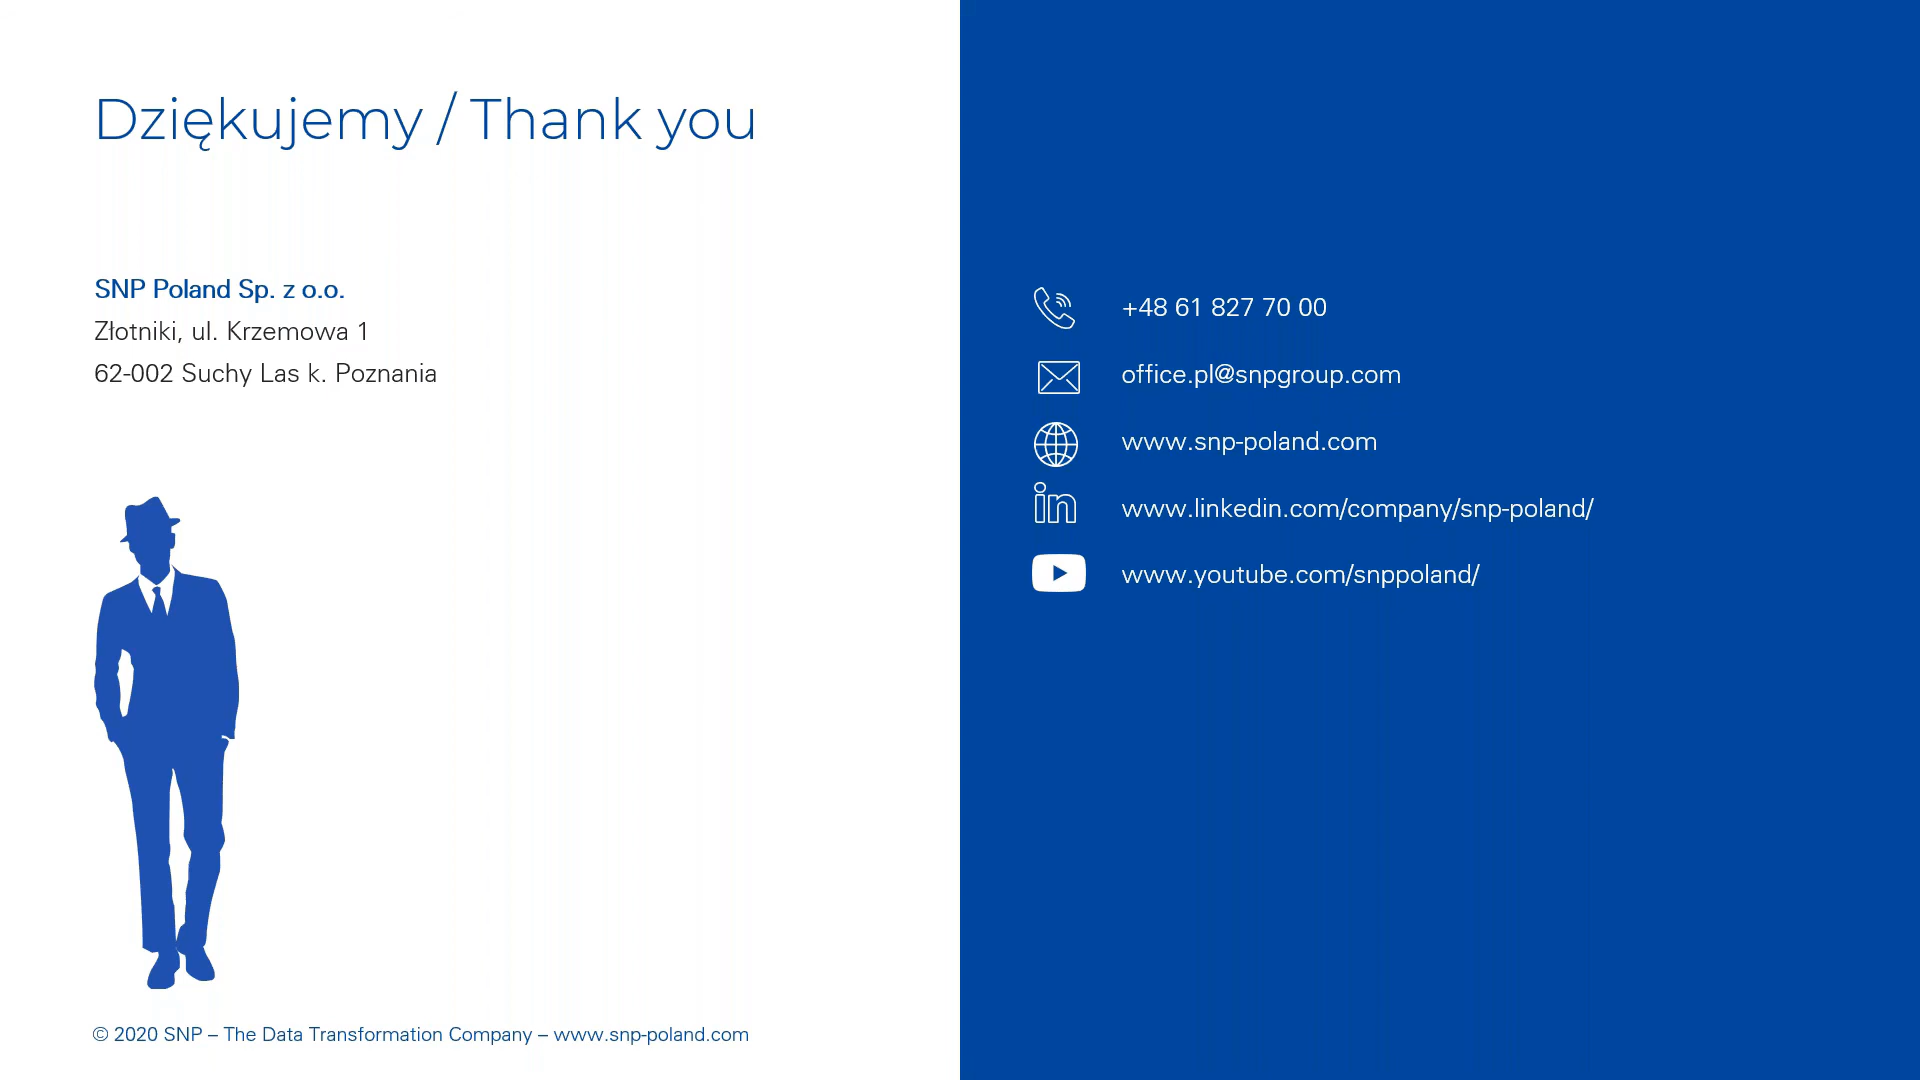 Dziękujemy / Thank you
SNP Poland Sp. z o.o.
Złotniki, ul. Krzemowa 1
62-002 Suchy Las k. Poznania
+48 61 827 70 00
office.pl@snpgroup.com
www.snp-poland.com
in
www.linkedin.com/company/snp-poland/
www.youtube.com/snppoland/
© 2020 SNP – The Data Transformation Company – www.snp-poland.com